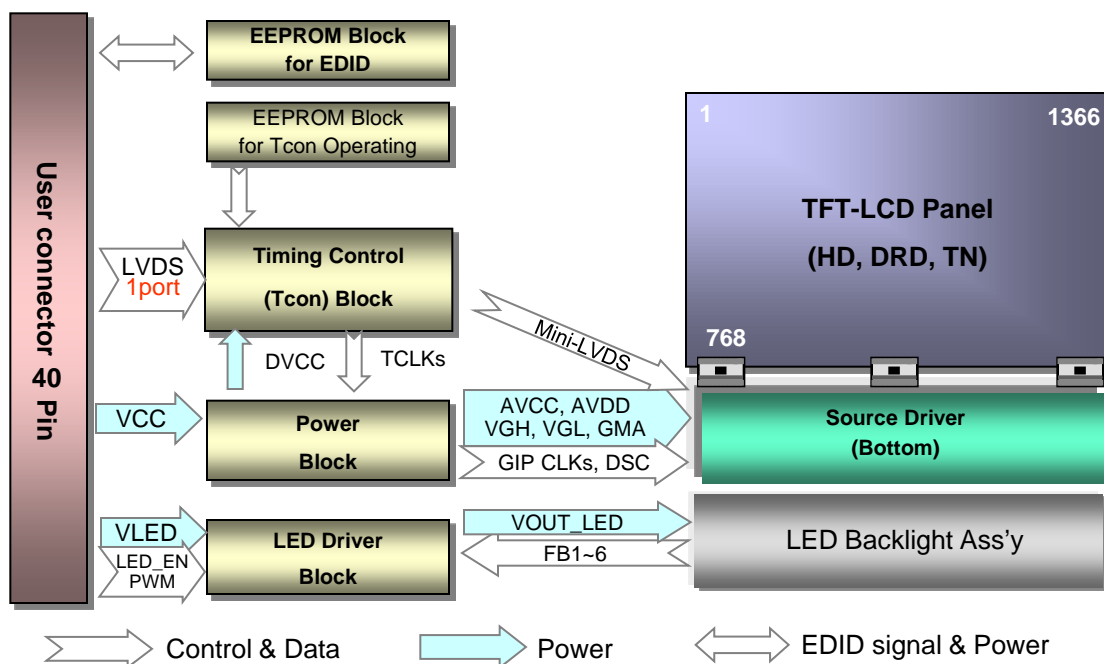 User connector 40 Pin
EEPROM Block
for EDID
EEPROM Block
for Tcon Operating
LVDS
1port
Timing Control
(Tcon) Block
DVCC
TCLKs
Mini-LVDS
VCC
Power
Block
AVCC, AVDD
VGH, VGL, GMA
GIP CLKs, DSC
VLED
LED_EN
PWM
LED Driver
Block
VOUT_LED
FB1~6
1
1366
TFT-LCD Panel
(HD, DRD, TN)
768
Source Driver
(Bottom)
LED Backlight Ass'y
Control & Data
Power
EDID signal & Power